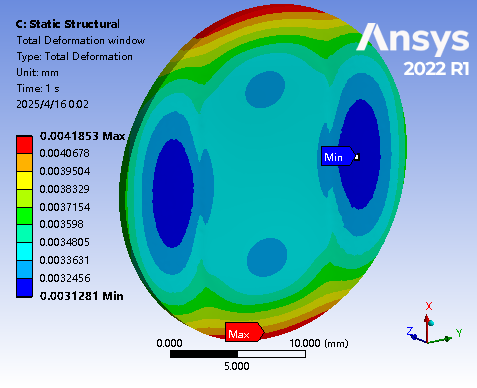 C: Static Structural
Total Deformation window
Type: Total Deformation
Unit: mm
Time: 1 s
2025/4/16 0:02
Ansys
2022 R1
0.0041853 Max
0.0040678
0.0039504
0.0038329
0.0037154
0.003598
0.0034805
0.0033631
0.0032456
0.0031281 Min
Min
Max
0.000
10.000 (mm)
5.000
X
Y
Z